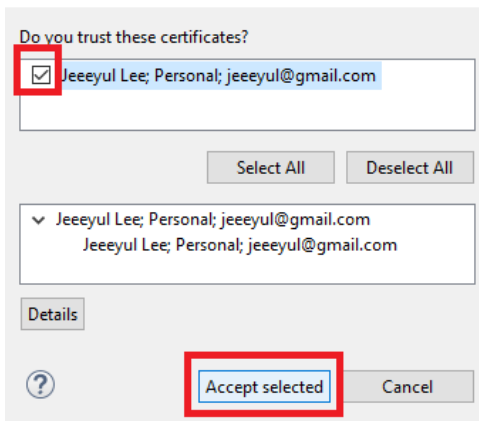 Do you trust these certificates?
Jeeeyul Lee; Personal; jeeeyul@gmail.com
Select All
Deselect All
Jeeeyul Lee; Personal; jeeeyul@gmail.com
Jeeeyul Lee; Personal; jeeeyul@gmail.com
Details
?
Accept selected
Cancel